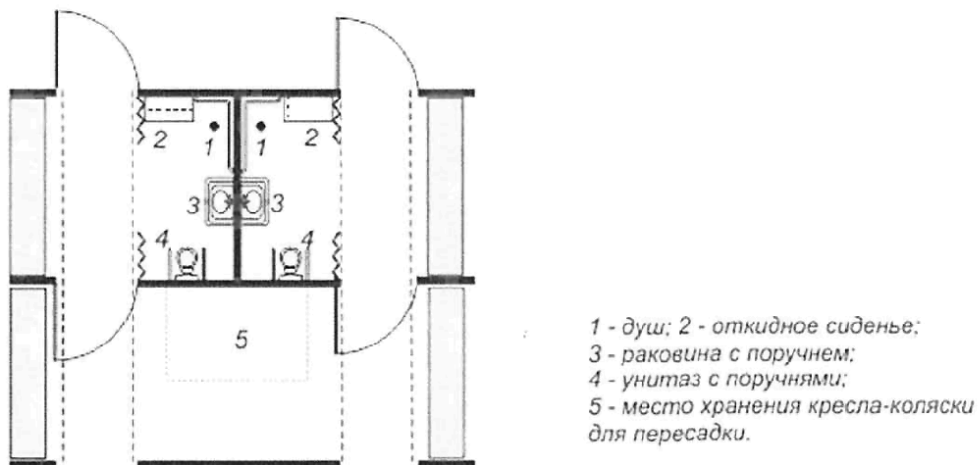 2
1
1
2
3
3
4
4
5
1 - душ; 2 - откидное сиденье;
3 - раковина с поручнем;
4 - унитаз с поручнями;
5 - место хранения кресла-коляски
для пересадки.